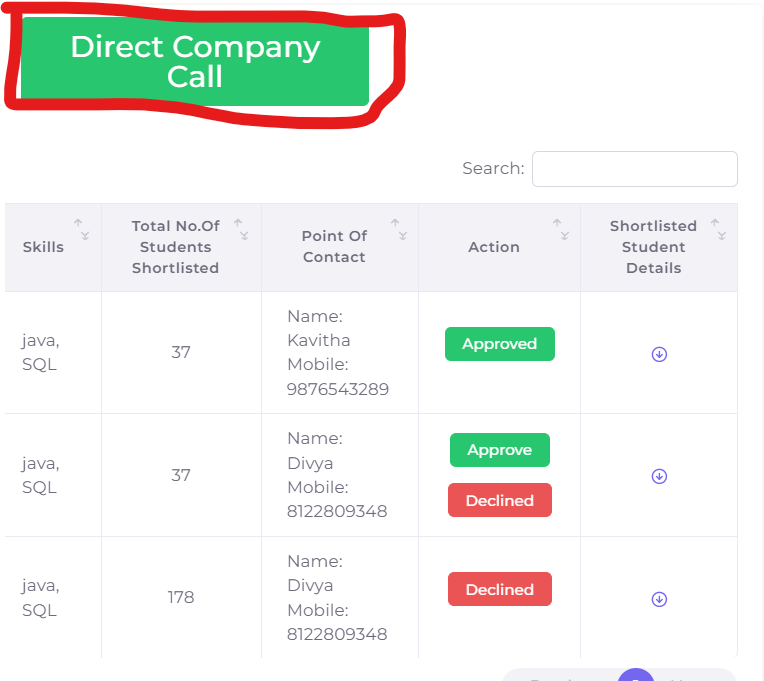 Direct Company
Call
Search:
Skills
Total No.Of
Students
Shortlisted
Point Of
Contact
Action
Shortlisted
Student
Details
java,
SQL
37
Name:
Kavitha
Mobile:
9876543289
Approved
java,
SQL
37
Name:
Divya
Mobile:
8122809348
Approve
Declined
java,
SQL
178
Name:
Divya
Mobile:
8122809348
Declined